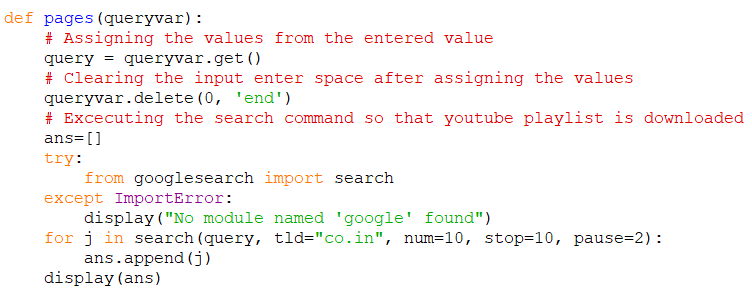 def pages(queryvar):
    # Assigning the values from the entered value
    query = queryvar.get()
    # Clearing the input enter space after assigning the values
    queryvar.delete(0, 'end')
    # Excecuting the search command so that youtube playlist is downloaded
    ans=[]
    try:
        from googlesearch import search
    except ImportError:
        display("No module named 'google' found")
    for j in search(query, tld="co.in", num=10, stop=10, pause=2):
        ans.append(j)
    display(ans)